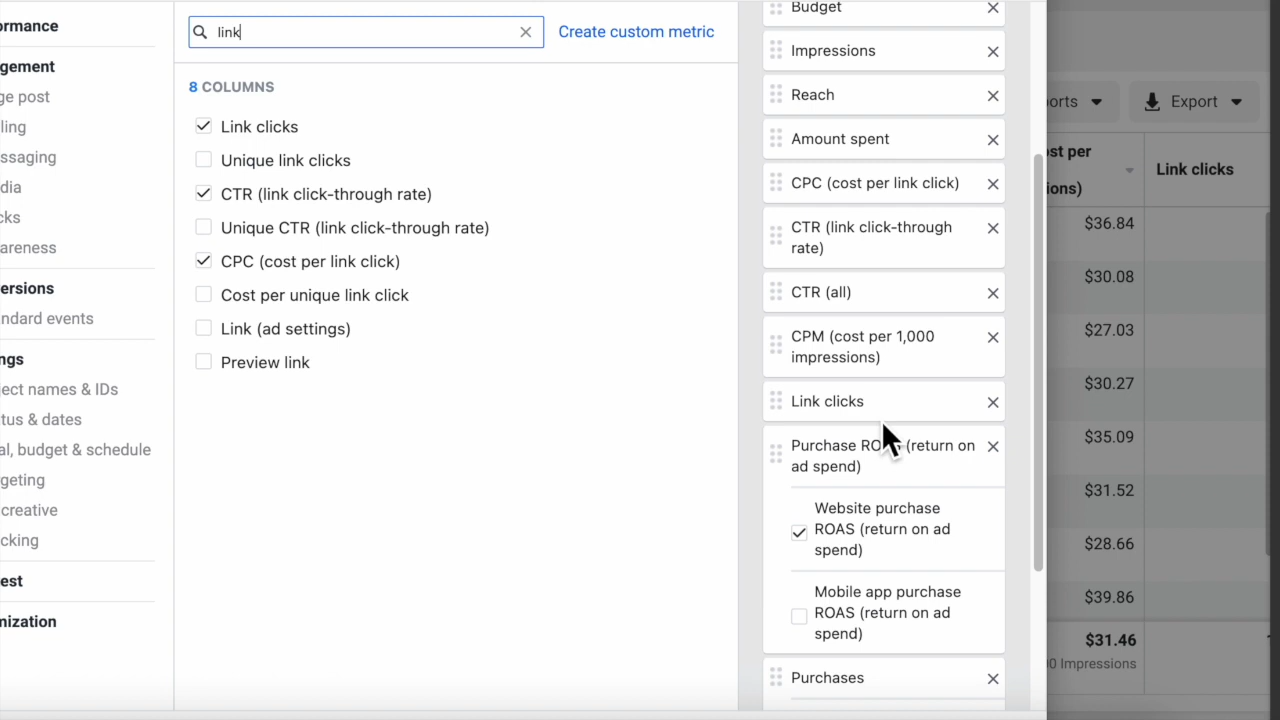 ormance
gement
ge post
ling
ssaging
dia
cks
areness
ersions
ndard events
ngs
ject names & IDs
tus & dates
al, budget & schedule
geting
creative
cking
est
nization
link
Create custom metric
8 COLUMNS
Link clicks
Unique link clicks
CTR (link click-through rate)
Unique CTR (link click-through rate)
CPC (cost per link click)
Cost per unique link click
Link (ad settings)
Preview link
Budget
Impressions
Reach
Amount spent
CPC (cost per link click)
CTR (link click-through
rate)
CTR (all)
CPM (cost per 1,000
impressions)
Link clicks
Purchase ROA (return on
ad spend)
Website purchase
ROAS (return on ad
spend)
Mobile app purchase
ROAS (return on ad
spend)
Purchases
orts
Export
st per
ions)
Link clicks
$36.84
$30.08
$27.03
$30.27
$35.09
$31.52
$28.66
$39.86
$31.46
0 Impressions